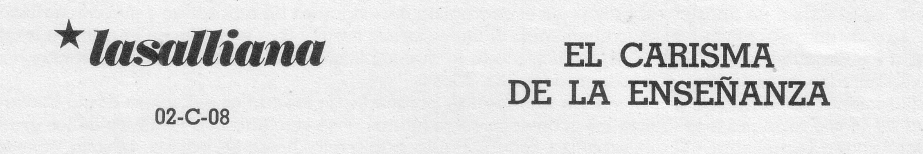 ★ lasalliana
02-C-08
EL CARISMA
DE LA ENSEÑANZA